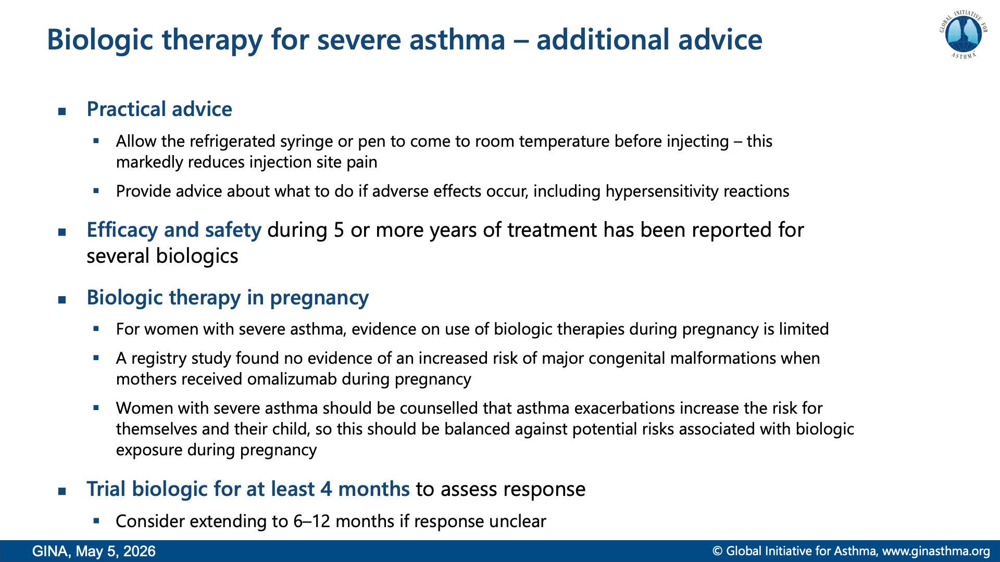 Biologic therapy for severe asthma – additional advice
GLOBAL INITIATIVE FOR
ASTHMA
■ Practical advice
▪ Allow the refrigerated syringe or pen to come to room temperature before injecting – this
markedly reduces injection site pain
▪ Provide advice about what to do if adverse effects occur, including hypersensitivity reactions
■ Efficacy and safety during 5 or more years of treatment has been reported for
several biologics
■ Biologic therapy in pregnancy
▪ For women with severe asthma, evidence on use of biologic therapies during pregnancy is limited
▪ A registry study found no evidence of an increased risk of major congenital malformations when
mothers received omalizumab during pregnancy
▪ Women with severe asthma should be counselled that asthma exacerbations increase the risk for
themselves and their child, so this should be balanced against potential risks associated with biologic
exposure during pregnancy
■ Trial biologic for at least 4 months to assess response
▪ Consider extending to 6–12 months if response unclear
GINA, May 5, 2026
© Global Initiative for Asthma, www.ginasthma.org